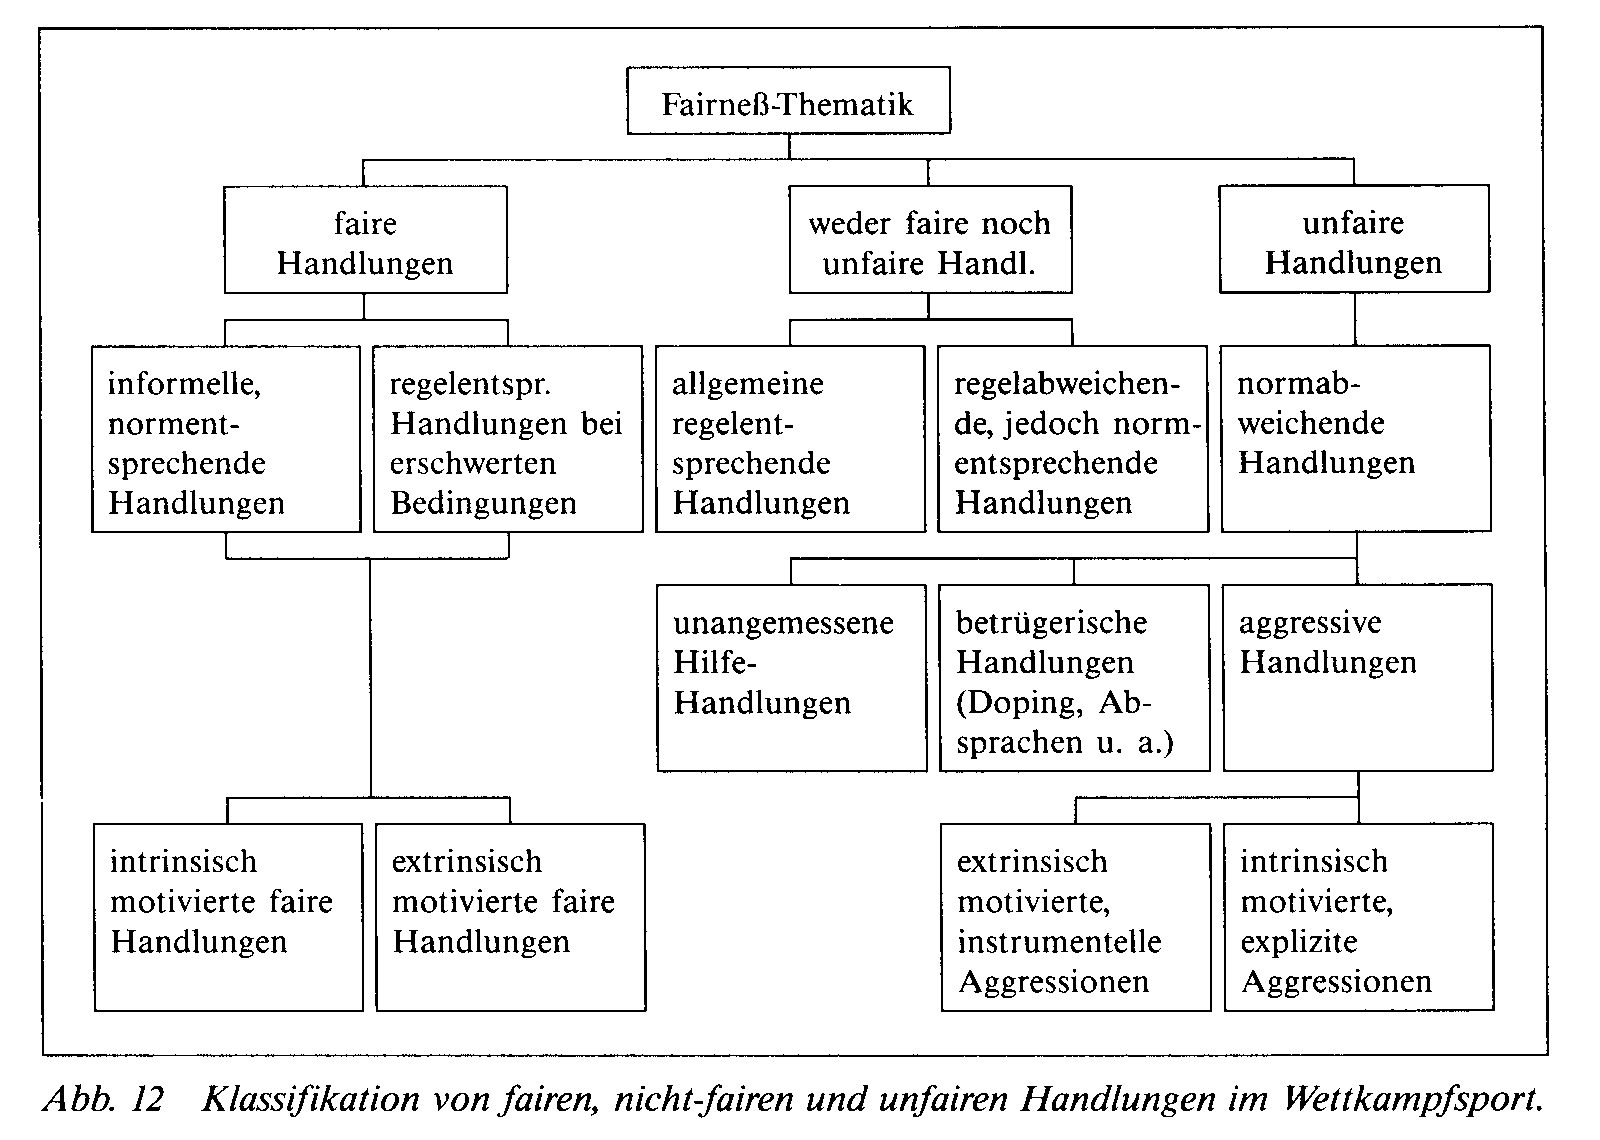 Fairneß-Thematik
faire
Handlungen
weder faire noch
unfaire Handl.
unfaire
Handlungen
informelle,
norment-
sprechende
Handlungen
regelentspr.
Handlungen bei
erschwerten
Bedingungen
allgemeine
regelent-
sprechende
Handlungen
regelabweichen-
de, jedoch norm-
entsprechende
Handlungen
normab-
weichende
Handlungen
unangemessene
Hilfe-
Handlungen
betrügerische
Handlungen
(Doping, Ab-
sprachen u. a.)
aggressive
Handlungen
intrinsisch
motivierte faire
Handlungen
extrinsisch
motivierte faire
Handlungen
extrinsisch
motivierte,
instrumentelle
Aggressionen
intrinsisch
motivierte,
explizite
Aggressionen
Abb. 12 Klassifikation von fairen, nicht-fairen und unfairen Handlungen im Wettkampfsport.